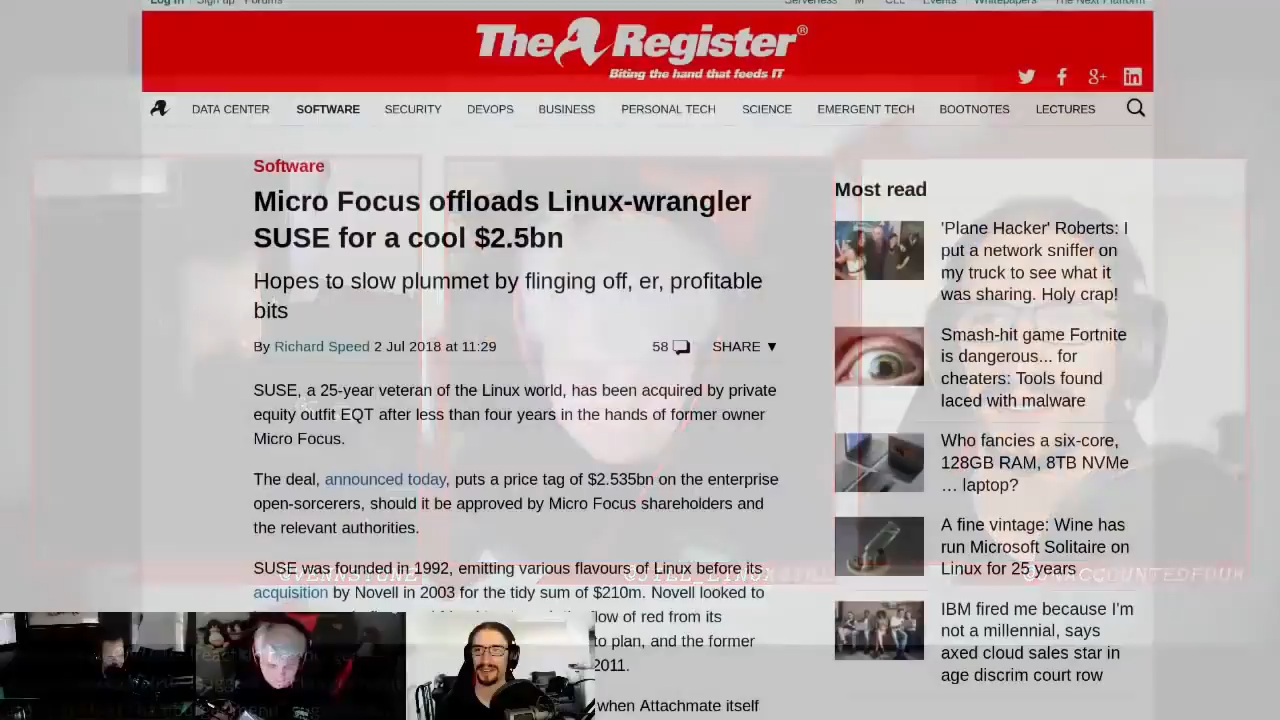 Log in Sign up Forums
Serverless M³ CLL Events Whitepapers The Next Platform
The Register®
Biting the hand that feeds IT
DATA CENTER SOFTWARE SECURITY DEVOPS BUSINESS PERSONAL TECH SCIENCE EMERGENT TECH BOOTNOTES LECTURES
Software
Micro Focus offloads Linux-wrangler
SUSE for a cool $2.5bn
Hopes to slow plummet by flinging off, er, profitable
bits
By Richard Speed 2 Jul 2018 at 11:29
58 SHARE ▼
SUSE, a 25-year veteran of the Linux world, has been acquired by private
equity outfit EQT after less than four years in the hands of former owner
Micro Focus.
The deal, announced today, puts a price tag of $2.535bn on the enterprise
open-sorcerers, should it be approved by Micro Focus shareholders and
the relevant authorities.
SUSE was founded in 1992, emitting various flavours of Linux before its
acquisition by Novell in 2003 for the tidy sum of $210m. Novell looked to
flow of red from its
to plan, and the former
2011.
when Attachmate itself
Most read
'Plane Hacker' Roberts: I
put a network sniffer on
my truck to see what it
was sharing. Holy crap!
Smash-hit game Fortnite
is dangerous... for
cheaters: Tools found
laced with malware
Who fancies a six-core,
128GB RAM, 8TB NVMe
… laptop?
A fine vintage: Wine has
run Microsoft Solitaire on
Linux for 25 years
IBM fired me because I'm
not a millennial, says
axed cloud sales star in
age discrim court row
@VENNSTONE